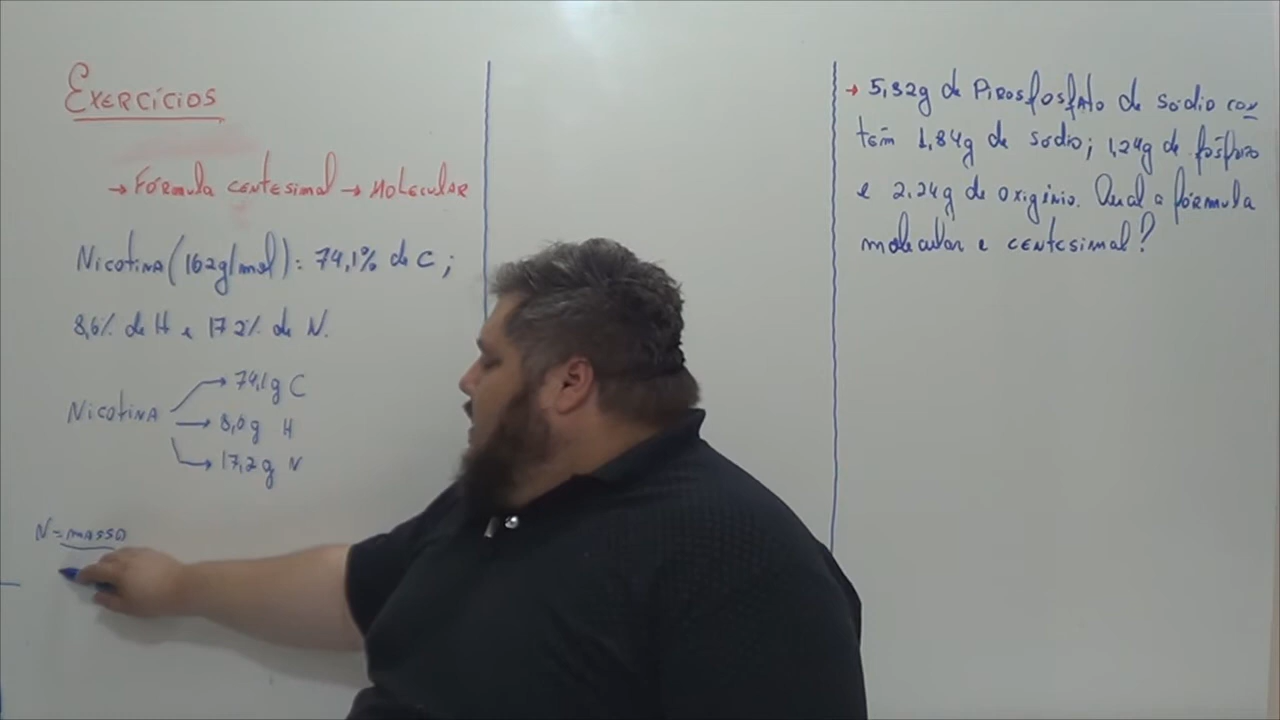 Exercícios
→ Fórmula centesimal → Molecular
Nicotina (162g/mol): 74,1% de C;
8,6% de H e 17,2% de N.
Nicotina → 74,1g C
→ 8,6g H
→ 17,2g N
N = massa
→ 5,32g de Pirosfosfato de sódio con
têm 1,84g de sódio; 1,24g de fósforo
e 2,24g de oxigênio. Qual a fórmula
molecular e centesimal?